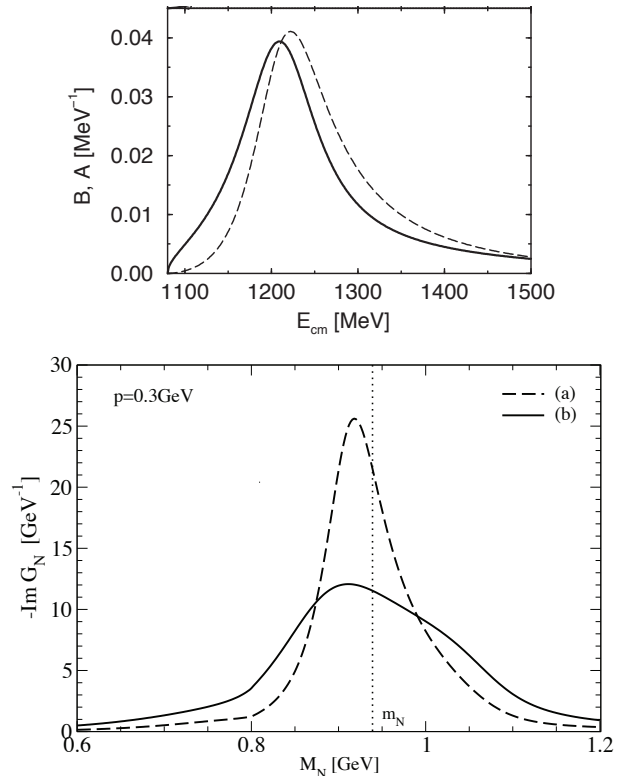 0.04
0.03
0.02
0.01
0.00
B, A [MeV⁻¹]
1100 1200 1300 1400 1500
E_cm [MeV]
30
25
20
15
10
5
0
-Im G_N [GeV⁻¹]
p=0.3GeV
(a)
(b)
m_N
0.6 0.8 1 1.2
M_N [GeV]